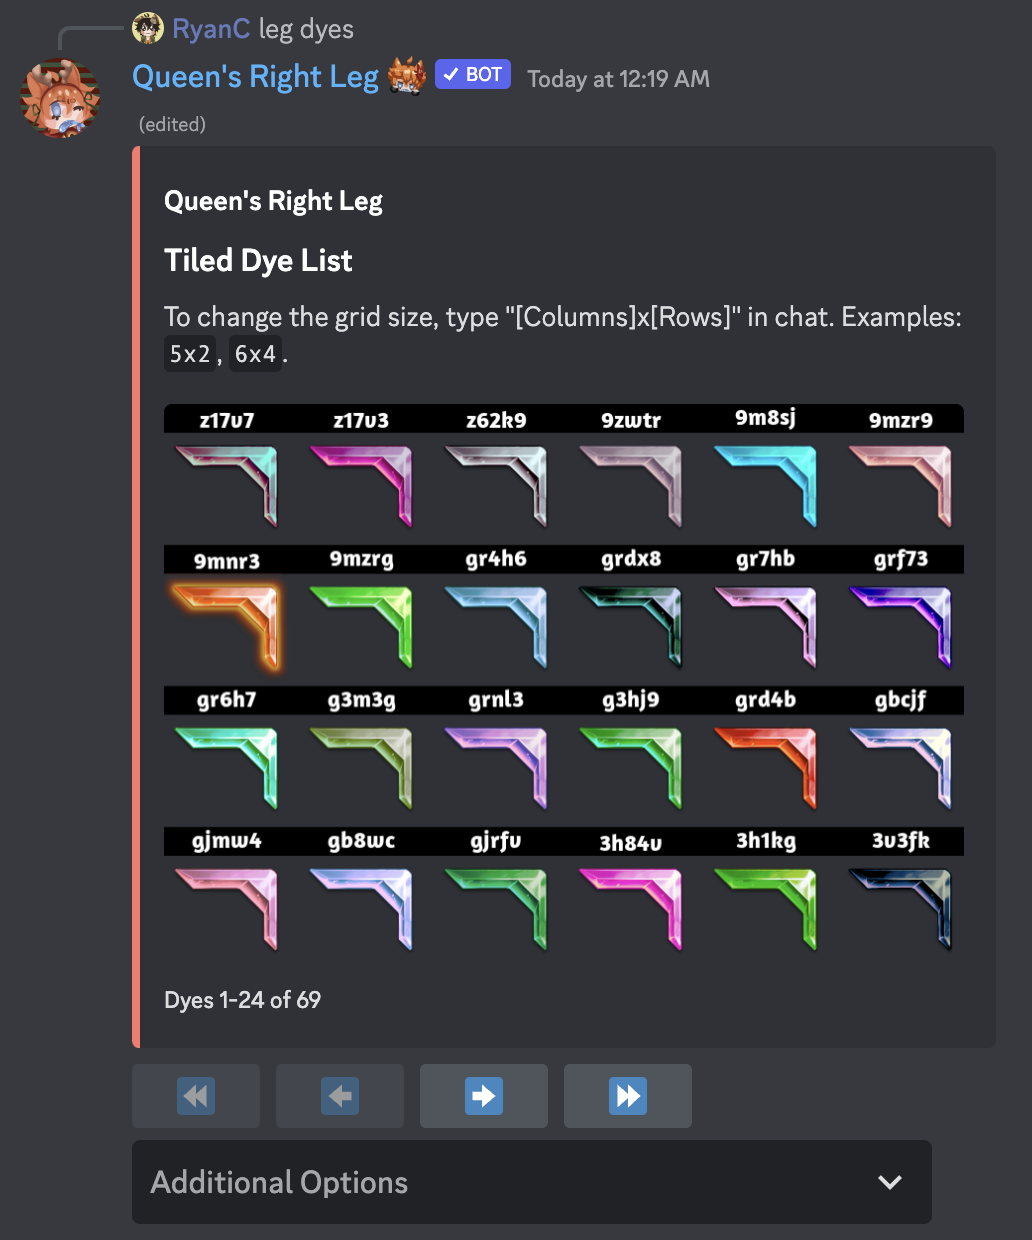 RyanC leg dyes
Queen's Right Leg BOT Today at 12:19 AM
(edited)
Queen's Right Leg
Tiled Dye List
To change the grid size, type "[Columns]x[Rows]" in chat. Examples:
5x2, 6x4.
z17v7 z17v3 z62k9 9zwtr 9m8sj 9mzr9
9mnr3 9mzrg gr4h6 grdx8 gr7hb grf73
gr6h7 g3m3g grnl3 g3hj9 grd4b gbcjf
gjmw4 gb8wc gjrfv 3h84v 3h1kg 3v3fk
Dyes 1-24 of 69
Additional Options